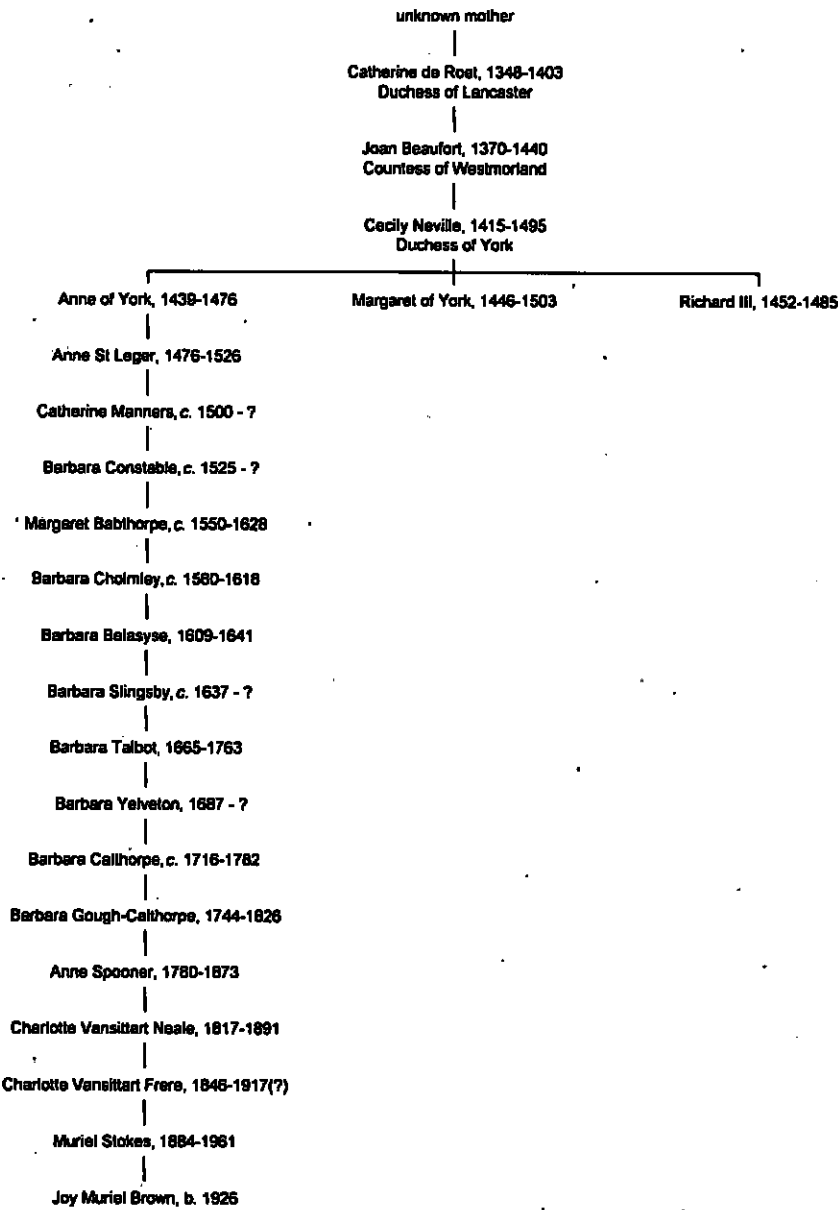 unknown mother
Catherine de Roet, 1348-1403
Duchess of Lancaster
Joan Beaufort, 1370-1440
Countess of Westmorland
Cecily Neville, 1415-1495
Duchess of York
Anne of York, 1439-1476
Margaret of York, 1446-1503
Richard III, 1452-1485
Anne St Leger, 1476-1526
Catherine Manners, c. 1500 - ?
Barbara Constable, c. 1525 - ?
Margaret Babthorpe, c. 1550-1628
Barbara Cholmley, c. 1580-1618
Barbara Belasyse, 1609-1641
Barbara Slingsby, c. 1637 - ?
Barbara Talbot, 1665-1763
Barbara Yelveton, 1687 - ?
Barbara Calthorpe, c. 1716-1782
Barbara Gough-Calthorpe, 1744-1826
Anne Spooner, 1780-1873
Charlotte Vansittart Neale, 1817-1891
Charlotte Vansittart Frere, 1846-1917(?)
Muriel Stokes, 1884-1961
Joy Muriel Brown, b. 1926